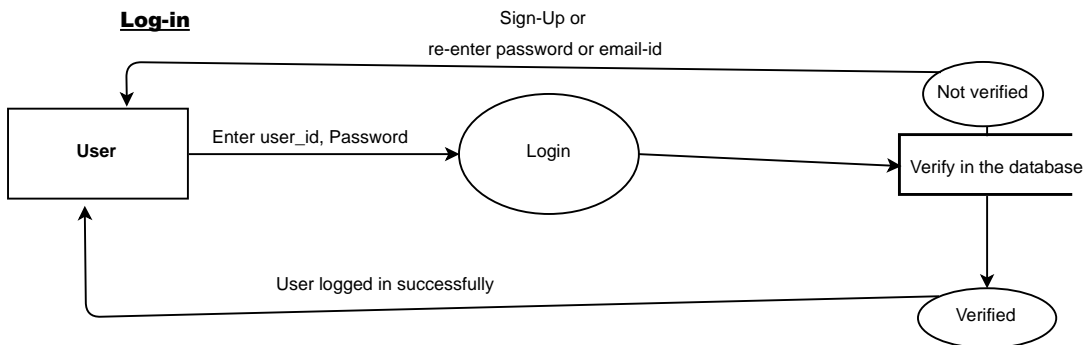 Log-in
Sign-Up or
re-enter password or email-id
Not verified
User
Enter user_id, Password
Login
Verify in the database
User logged in successfully
Verified